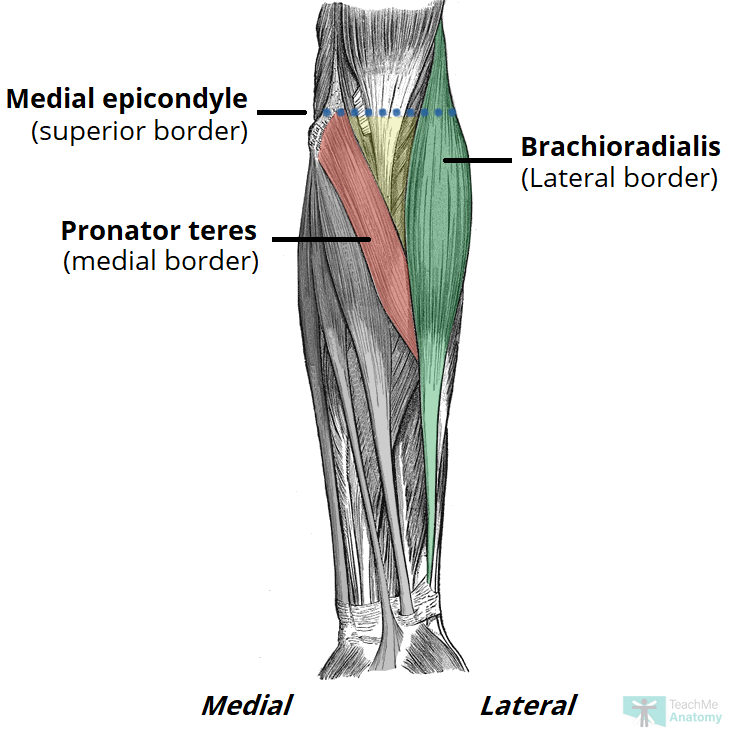 Medial epicondyle
(superior border)
Brachioradialis
(Lateral border)
Pronator teres
(medial border)
Medial
Lateral
TeachMe
Anatomy